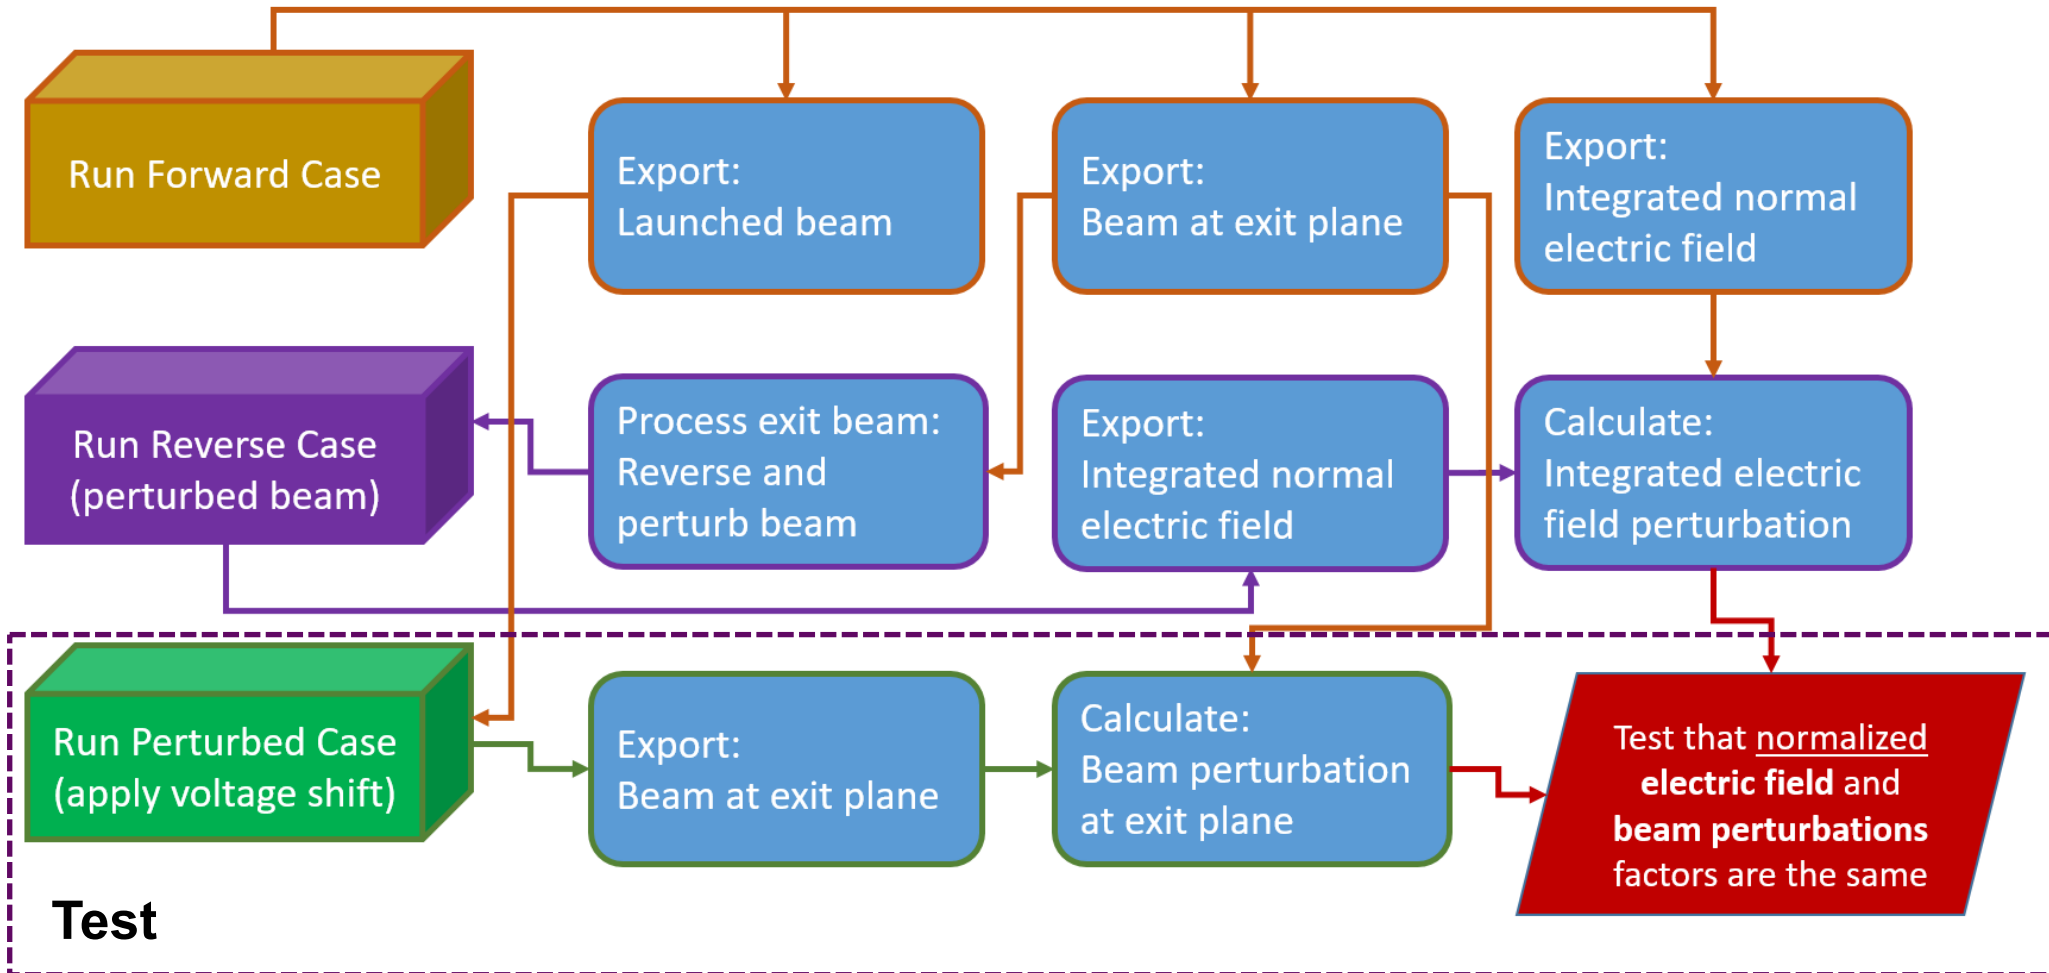 Run Forward Case
Export:
Launched beam
Export:
Beam at exit plane
Export:
Integrated normal
electric field
Run Reverse Case
(perturbed beam)
Process exit beam:
Reverse and
perturb beam
Export:
Integrated normal
electric field
Calculate:
Integrated electric
field perturbation
Run Perturbed Case
(apply voltage shift)
Export:
Beam at exit plane
Calculate:
Beam perturbation
at exit plane
Test that normalized
electric field and
beam perturbations
factors are the same
Test